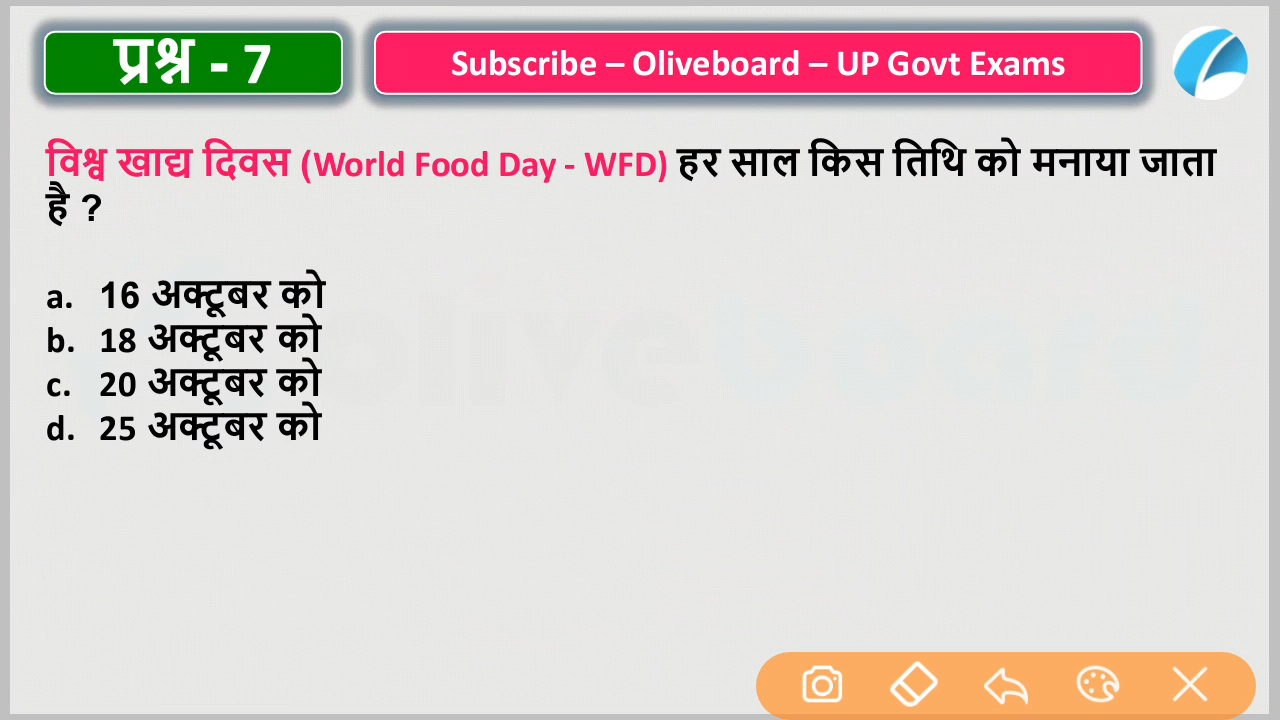 प्रश्न - 7
Subscribe – Oliveboard – UP Govt Exams
विश्व खाद्य दिवस (World Food Day - WFD) हर साल किस तिथि को मनाया जाता
है ?
a. 16 अक्टूबर को
b. 18 अक्टूबर को
c. 20 अक्टूबर को
d. 25 अक्टूबर को
oliveboard